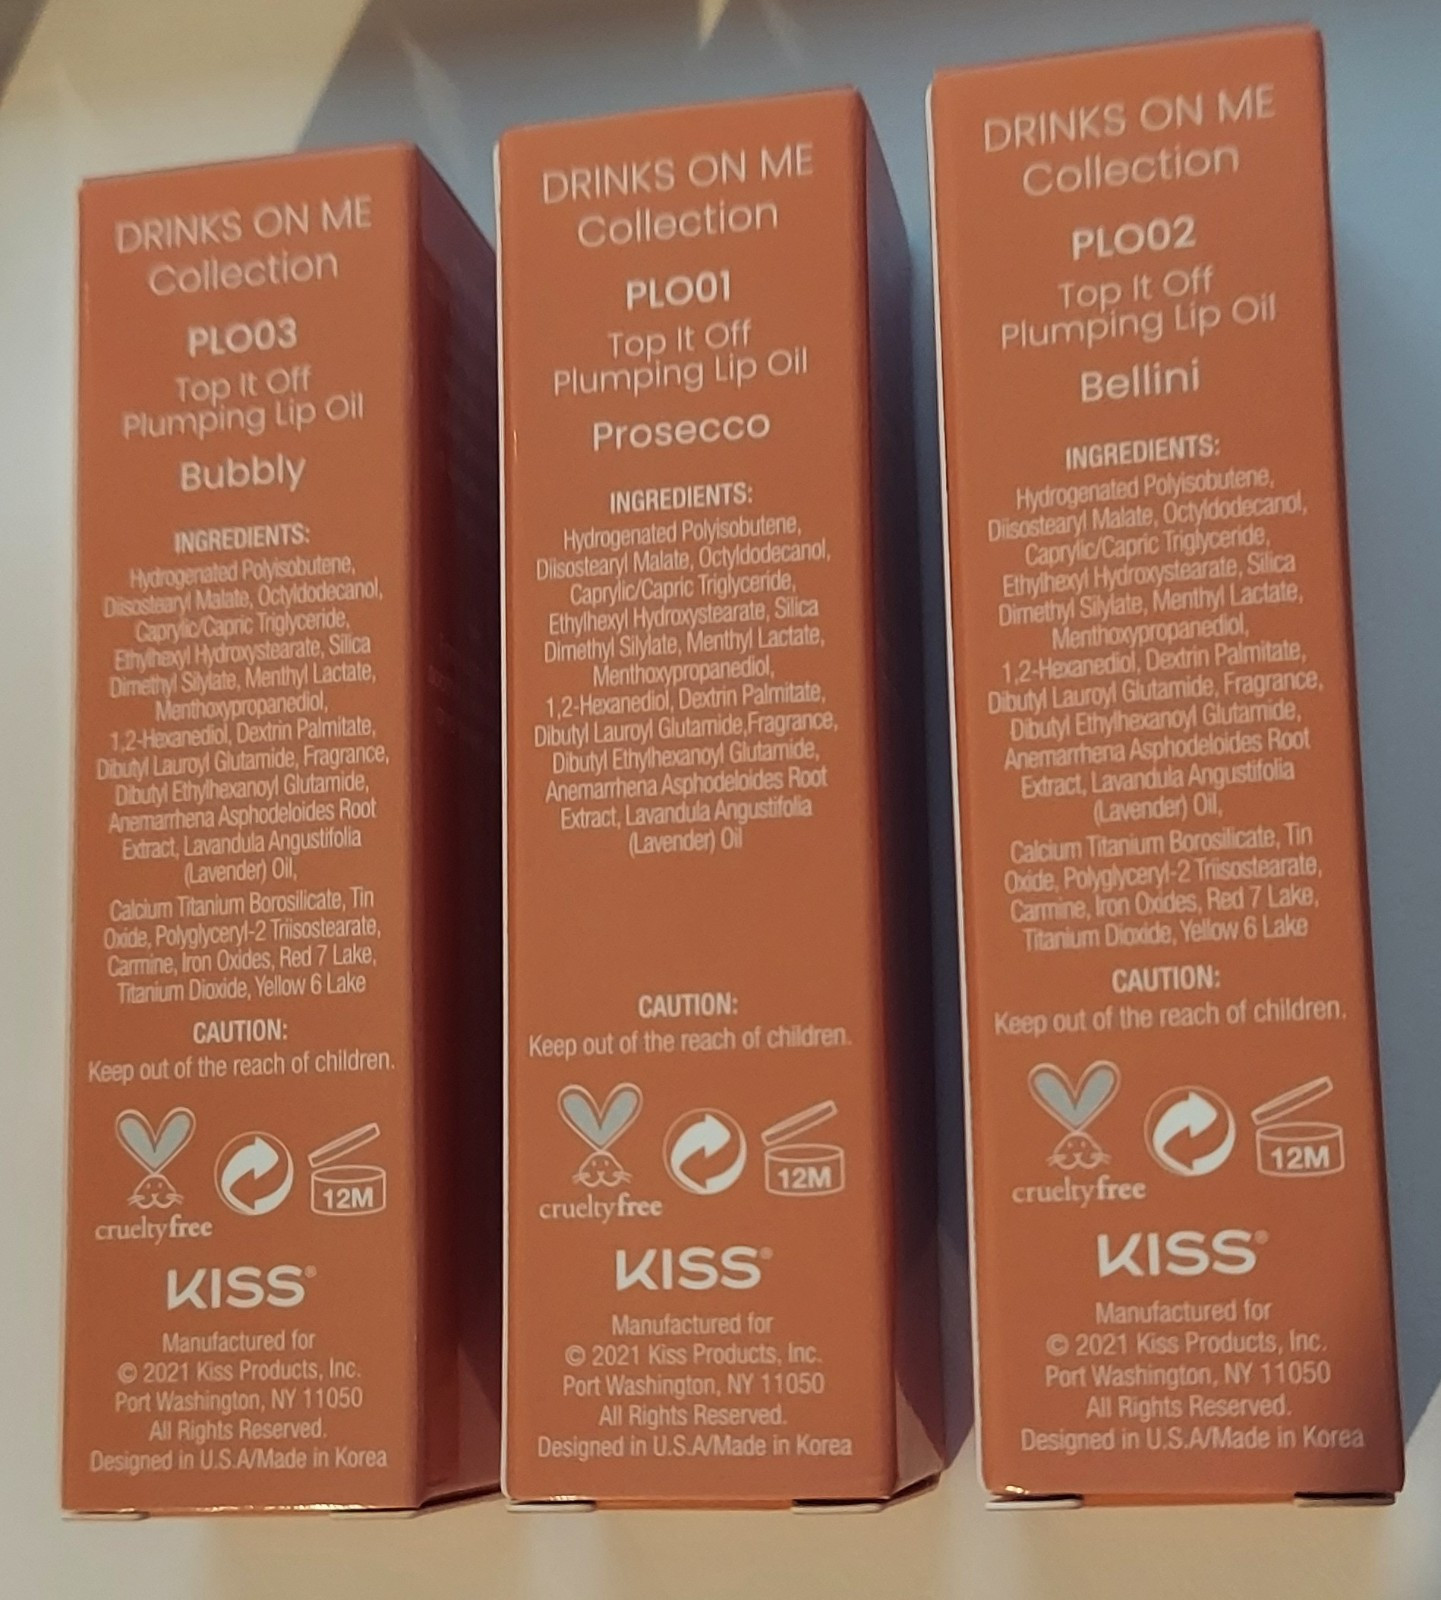 DRINKS ON ME
Collection
PLO03
Top It Off
Plumping Lip Oil
Bubbly
INGREDIENTS:
Hydrogenated Polyisobutene,
Diisostearyl Malate, Octyldodecanol,
Caprylic/Capric Triglyceride,
Ethylhexyl Hydroxystearate, Silica
Dimethyl Silylate, Menthyl Lactate,
Menthoxypropanediol,
1,2-Hexanediol, Dextrin Palmitate,
Dibutyl Lauroyl Glutamide, Fragrance,
Dibutyl Ethylhexanoyl Glutamide,
Anemarrhena Asphodeloides Root
Extract, Lavandula Angustifolia
(Lavender) Oil,
Calcium Titanium Borosilicate, Tin
Oxide, Polyglyceryl-2 Triisostearate,
Carmine, Iron Oxides, Red 7 Lake,
Titanium Dioxide, Yellow 6 Lake
CAUTION:
Keep out of the reach of children.
12M
crueltyfree
KISS®
Manufactured for
© 2021 Kiss Products, Inc.
Port Washington, NY 11050
All Rights Reserved.
Designed in U.S.A/Made in Korea
DRINKS ON ME
Collection
PLO01
Top It Off
Plumping Lip Oil
Prosecco
INGREDIENTS:
Hydrogenated Polyisobutene,
Diisostearyl Malate, Octyldodecanol,
Caprylic/Capric Triglyceride,
Ethylhexyl Hydroxystearate, Silica
Dimethyl Silylate, Menthyl Lactate,
Menthoxypropanediol,
1,2-Hexanediol, Dextrin Palmitate,
Dibutyl Lauroyl Glutamide,Fragrance,
Dibutyl Ethylhexanoyl Glutamide,
Anemarrhena Asphodeloides Root
Extract, Lavandula Angustifolia
(Lavender) Oil
CAUTION:
Keep out of the reach of children.
12M
crueltyfree
KISS®
Manufactured for
© 2021 Kiss Products, Inc.
Port Washington, NY 11050
All Rights Reserved.
Designed in U.S.A/Made in Korea
DRINKS ON ME
Collection
PLO02
Top It Off
Plumping Lip Oil
Bellini
INGREDIENTS:
Hydrogenated Polyisobutene,
Diisostearyl Malate, Octyldodecanol,
Caprylic/Capric Triglyceride,
Ethylhexyl Hydroxystearate, Silica
Dimethyl Silylate, Menthyl Lactate,
Menthoxypropanediol,
1,2-Hexanediol, Dextrin Palmitate,
Dibutyl Lauroyl Glutamide, Fragrance,
Dibutyl Ethylhexanoyl Glutamide,
Anemarrhena Asphodeloides Root
Extract, Lavandula Angustifolia
(Lavender) Oil,
Calcium Titanium Borosilicate, Tin
Oxide, Polyglyceryl-2 Triisostearate,
Carmine, Iron Oxides, Red 7 Lake,
Titanium Dioxide, Yellow 6 Lake
CAUTION:
Keep out of the reach of children.
12M
crueltyfree
KISS®
Manufactured for
© 2021 Kiss Products, Inc.
Port Washington, NY 11050
All Rights Reserved.
Designed in U.S.A/Made in Korea